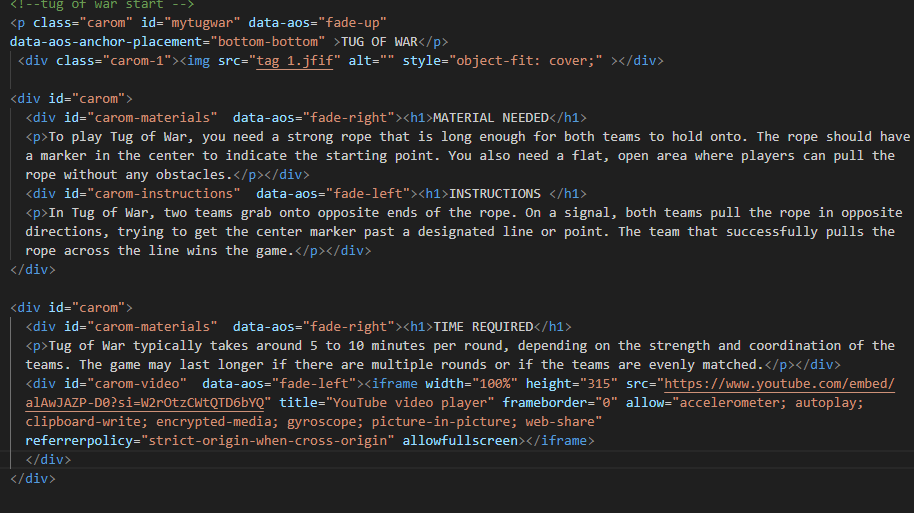 <!--tug of war start -->
<p class="carom" id="mytugwar" data-aos="fade-up"
data-aos-anchor-placement="bottom-bottom" >TUG OF WAR</p>
<div class="carom-1"><img src="tag 1.jfif" alt="" style="object-fit: cover;" ></div>
<div id="carom">
<div id="carom-materials"  data-aos="fade-right"><h1>MATERIAL NEEDED</h1>
<p>To play Tug of War, you need a strong rope that is long enough for both teams to hold onto. The rope should have
a marker in the center to indicate the starting point. You also need a flat, open area where players can pull the
rope without any obstacles.</p></div>
<div id="carom-instructions"  data-aos="fade-left"><h1>INSTRUCTIONS </h1>
<p>In Tug of War, two teams grab onto opposite ends of the rope. On a signal, both teams pull the rope in opposite
directions, trying to get the center marker past a designated line or point. The team that successfully pulls the
rope across the line wins the game.</p></div>
</div>
<div id="carom">
<div id="carom-materials"  data-aos="fade-right"><h1>TIME REQUIRED</h1>
<p>Tug of War typically takes around 5 to 10 minutes per round, depending on the strength and coordination of the
teams. The game may last longer if there are multiple rounds or if the teams are evenly matched.</p></div>
<div id="carom-video"  data-aos="fade-left"><iframe width="100%" height="315" src="https://www.youtube.com/embed/
alAwJAZP-D0?si=W2rOtzCWtQTD6bYQ" title="YouTube video player" frameborder="0" allow="accelerometer; autoplay;
clipboard-write; encrypted-media; gyroscope; picture-in-picture; web-share"
referrerpolicy="strict-origin-when-cross-origin" allowfullscreen></iframe>
</div>
</div>